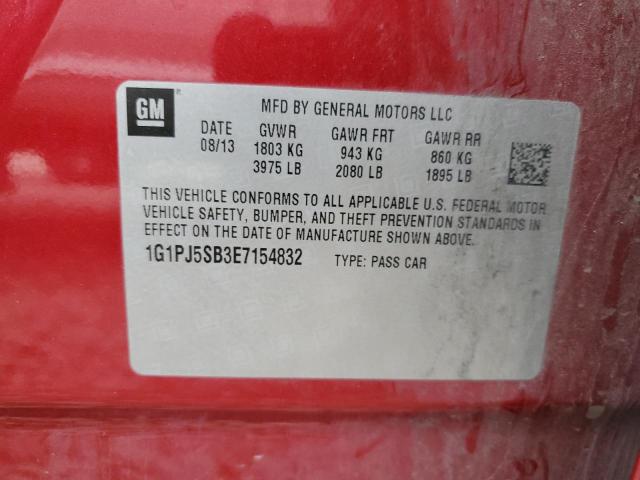 GM
MFD BY GENERAL MOTORS LLC
DATE GVWR GAWR FRT GAWR RR
08/13 1803 KG 943 KG 860 KG
3975 LB 2080 LB 1895 LB
THIS VEHICLE CONFORMS TO ALL APPLICABLE U.S. FEDERAL MOTOR
VEHICLE SAFETY, BUMPER, AND THEFT PREVENTION STANDARDS IN
EFFECT ON THE DATE OF MANUFACTURE SHOWN ABOVE.
1G1PJ5SB3E7154832 TYPE: PASS CAR